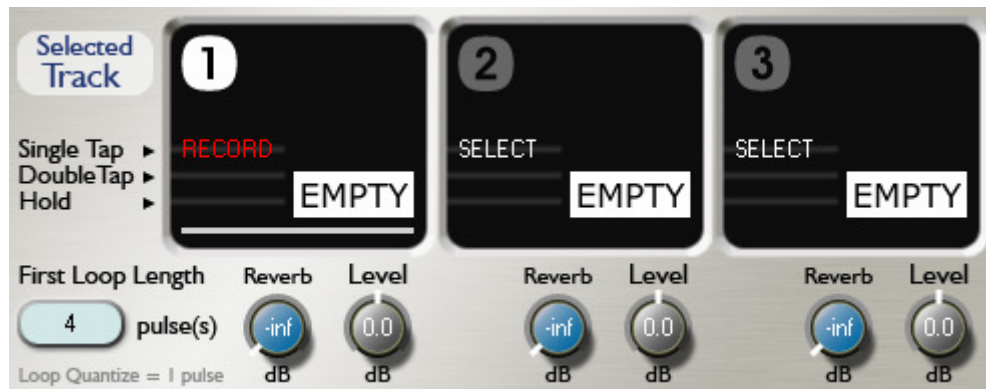 Selected
Track
1
2
3
Single Tap
RECORD
SELECT
SELECT
DoubleTap
Hold
EMPTY
EMPTY
EMPTY
First Loop Length
Reverb
Level
Reverb
Level
Reverb
Level
4
pulse(s)
-inf
0.0
-inf
0.0
-inf
0.0
Loop Quantize = 1 pulse
dB
dB
dB
dB
dB
dB